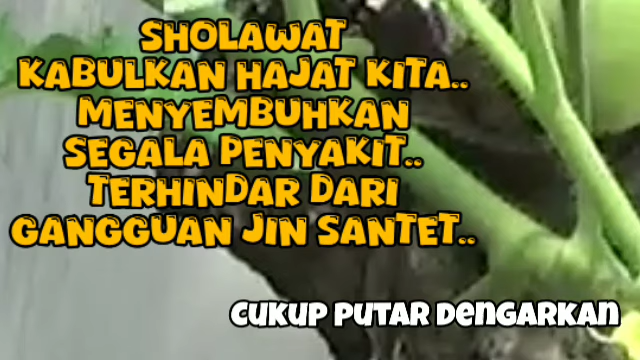 SHOLAWAT
KABULKAN HAJAT KITA..
MENYEMBUHKAN
SEGALA PENYAKIT..
TERHINDAR DARI
GANGGUAN JIN SANTET..
CUKUP PUTAR DENGARKAN